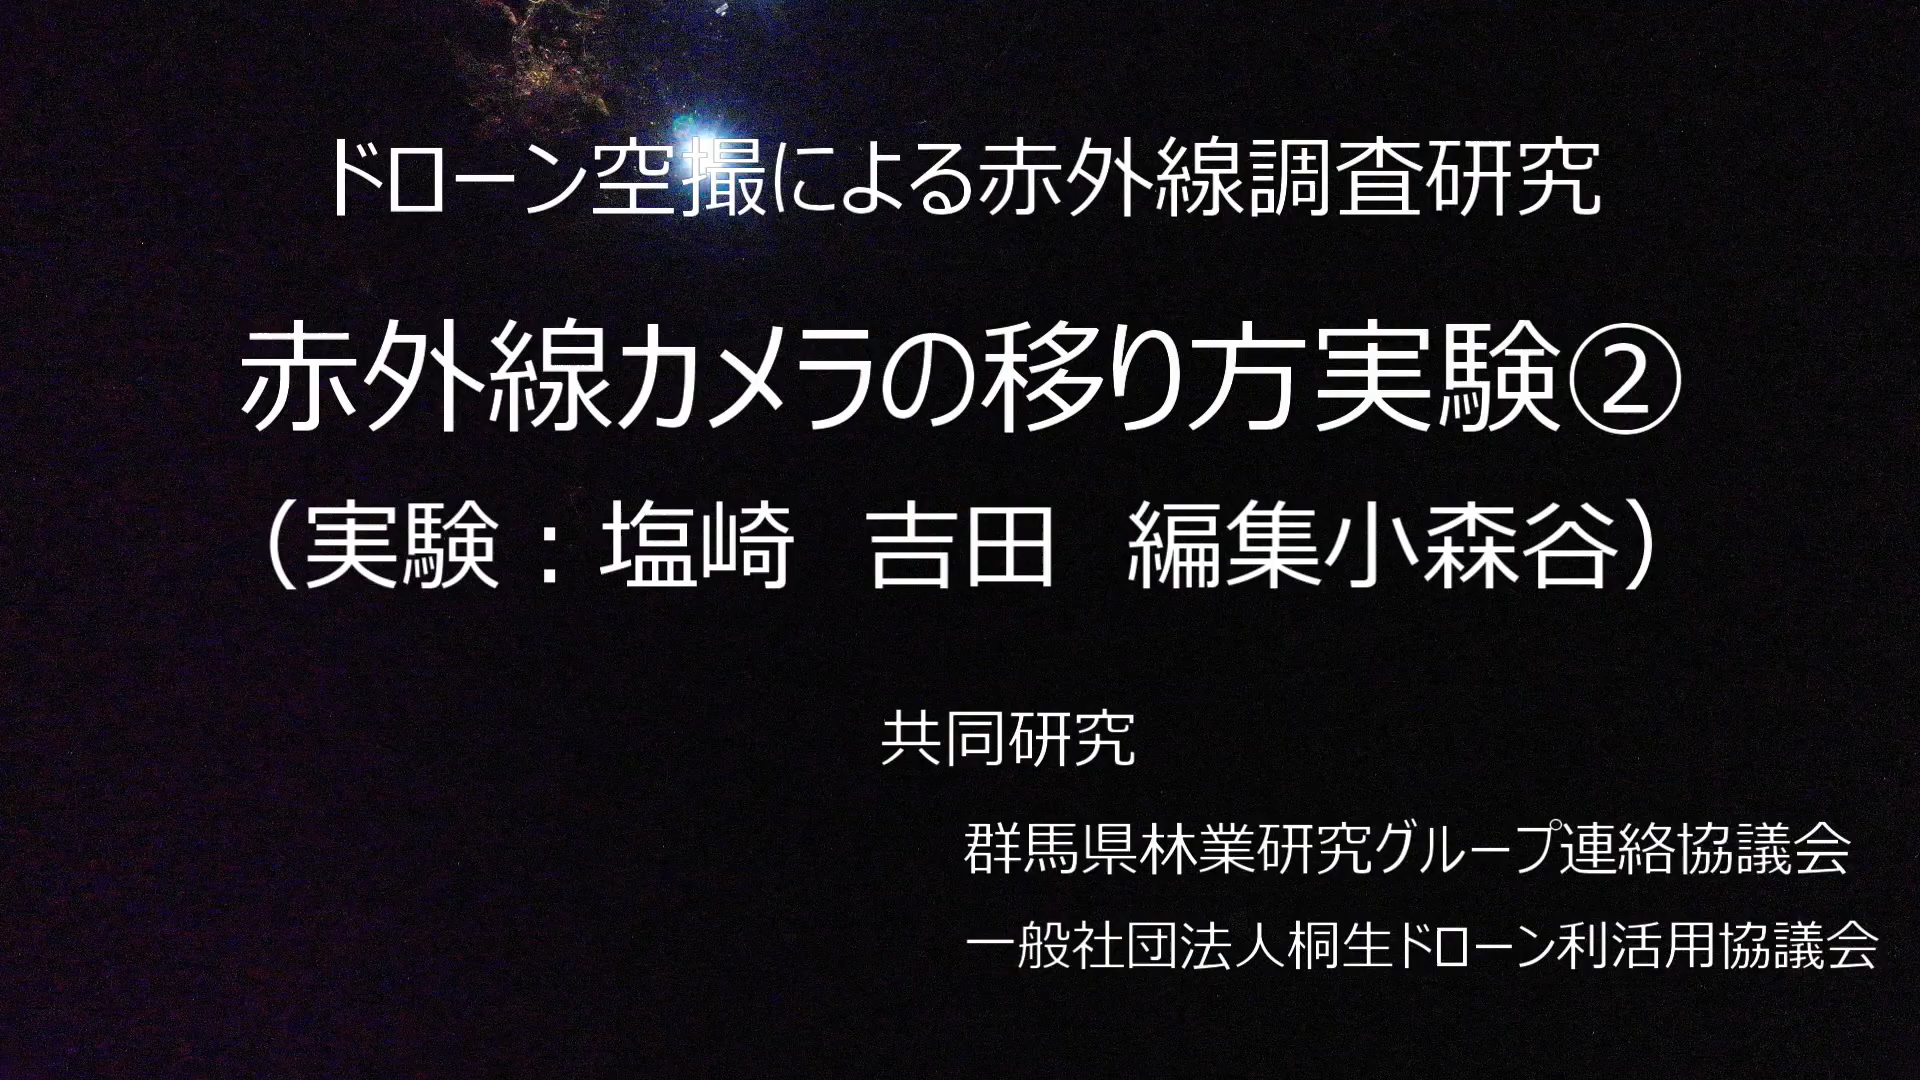 ドローン空撮による赤外線調査研究
赤外線カメラの移り方実験②
（実験：塩崎　吉田　編集小森谷）
共同研究
群馬県林業研究グループ連絡協議会
一般社団法人桐生ドローン利活用協議会